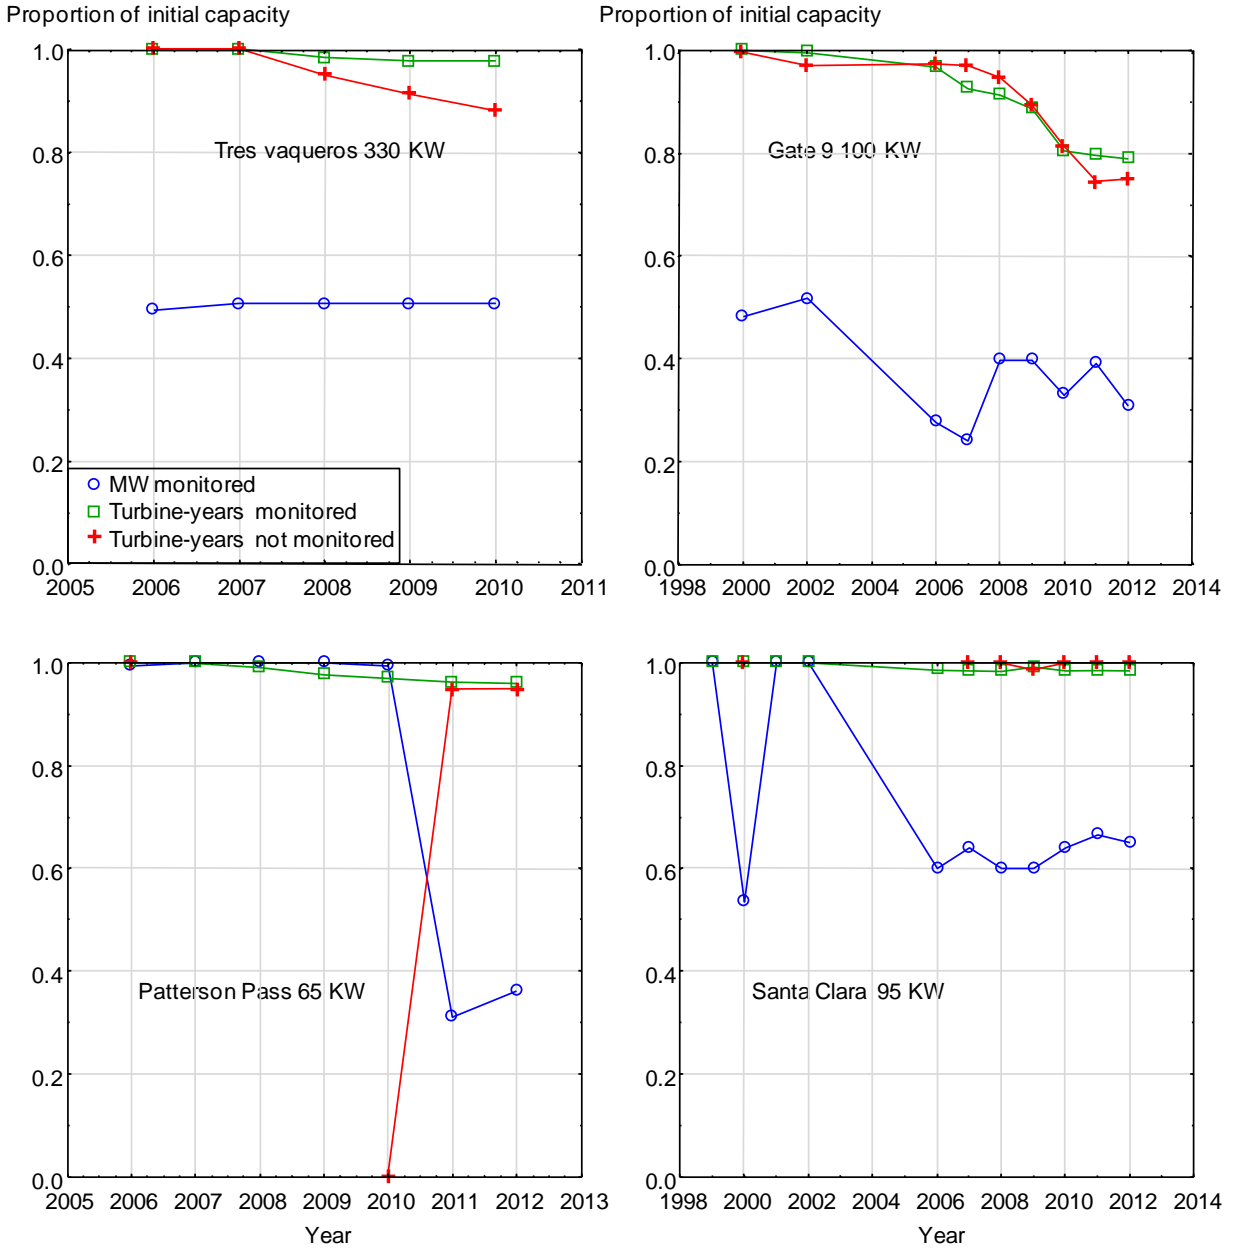 Proportion of initial capacity
1.0
0.8
0.6
0.4
0.2
0.0
Tres vaqueros 330 KW
MW monitored
Turbine-years monitored
Turbine-years not monitored
2005 2006 2007 2008 2009 2010 2011
Proportion of initial capacity
1.0
0.8
0.6
0.4
0.2
0.0
Gate 9 100 KW
1998 2000 2002 2004 2006 2008 2010 2012 2014
1.0
0.8
0.6
0.4
0.2
0.0
Patterson Pass 65 KW
2005 2006 2007 2008 2009 2010 2011 2012 2013
Year
1.0
0.8
0.6
0.4
0.2
0.0
Santa Clara 95 KW
1998 2000 2002 2004 2006 2008 2010 2012 2014
Year